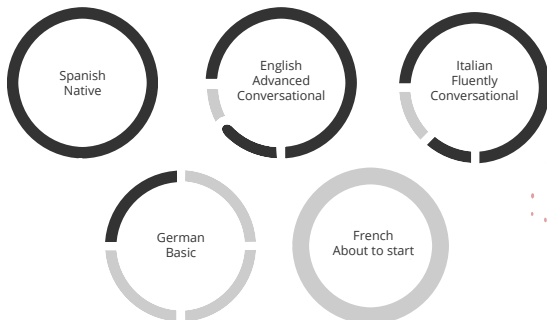 Spanish
Native
English
Advanced
Conversational
Italian
Fluently
Conversational
German
Basic
French
About to start